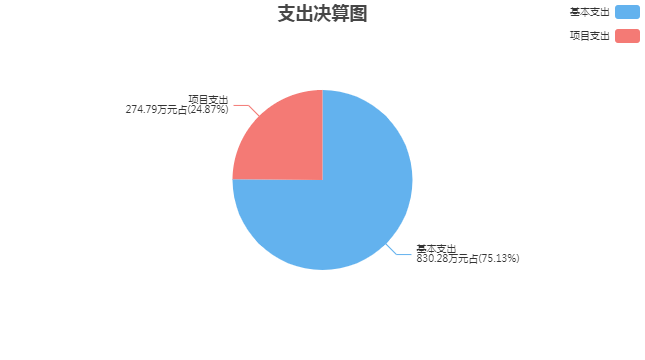 支出决算图
基本支出
项目支出
项目支出
274.79万元占(24.87%)
基本支出
830.28万元占(75.13%)